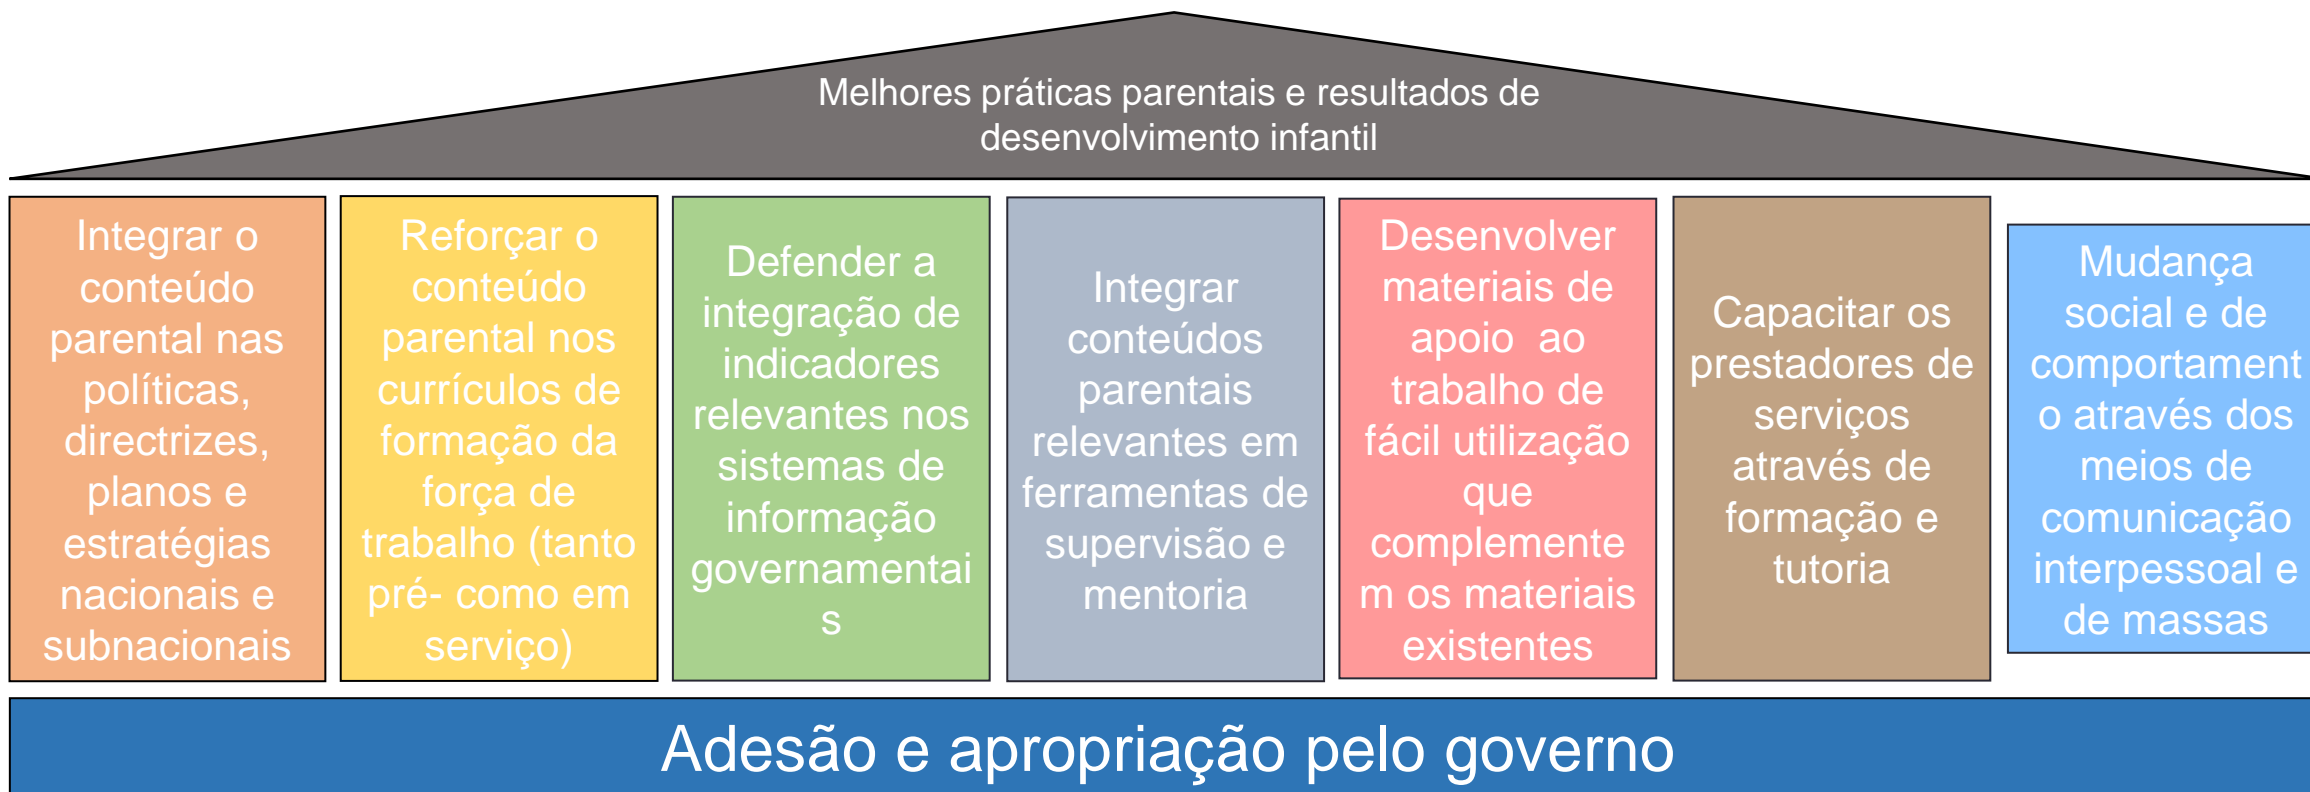 Melhores práticas parentais e resultados de
desenvolvimento infantil
Integrar o
conteúdo
parental nas
políticas,
directrizes,
planos e
estratégias
nacionais e
subnacionais
Reforçar o
conteúdo
parental nos
currículos de
formação da
força de
trabalho (tanto
pré- como em
serviço)
Defender a
integração de
indicadores
relevantes nos
sistemas de
informação
governamentai
s
Integrar
conteúdos
parentais
relevantes em
ferramentas de
supervisão e
mentoria
Desenvolver
materiais de
apoio  ao
trabalho de
fácil utilização
que
complemente
m os materiais
existentes
Capacitar os
prestadores de
serviços
através de
formação e
tutoria
Mudança
social e de
comportament
o através dos
meios de
comunicação
interpessoal e
de massas
Adesão e apropriação pelo governo